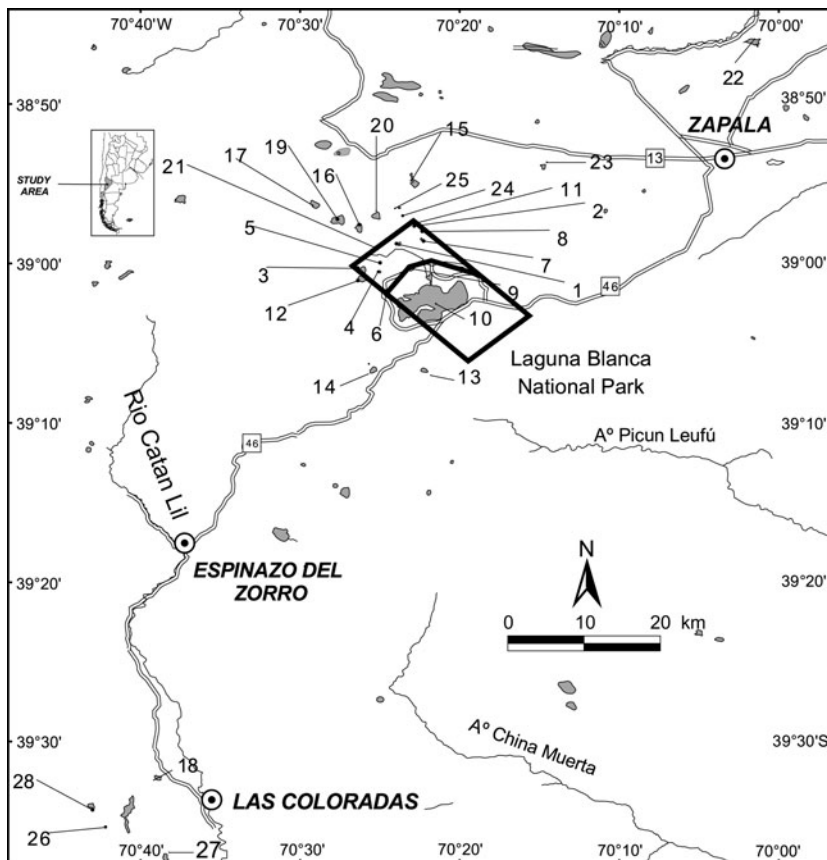 70°40'W 70°30' 70°20' 70°10' 70°00'
22
38°50' 38°50'
ZAPALA
20 15
19
13
21 17 23
16 25 24 11
STUDY
AREA
2
5 8
39°00' 39°00'
3 7
46
12 4 9 1
6 10
Laguna Blanca
National Park
14 13
39°10' 39°10'
Rio Catan Lil
46
Aº Picun Leufú
N
ESPINAZO DEL
ZORRO
39°20' 39°20'
0 10 20 km
39°30' 39°30'S
Aº China Muerta
18
28
LAS COLORADAS
26
27
70°40' 70°30' 70°20' 70°10' 70°00'